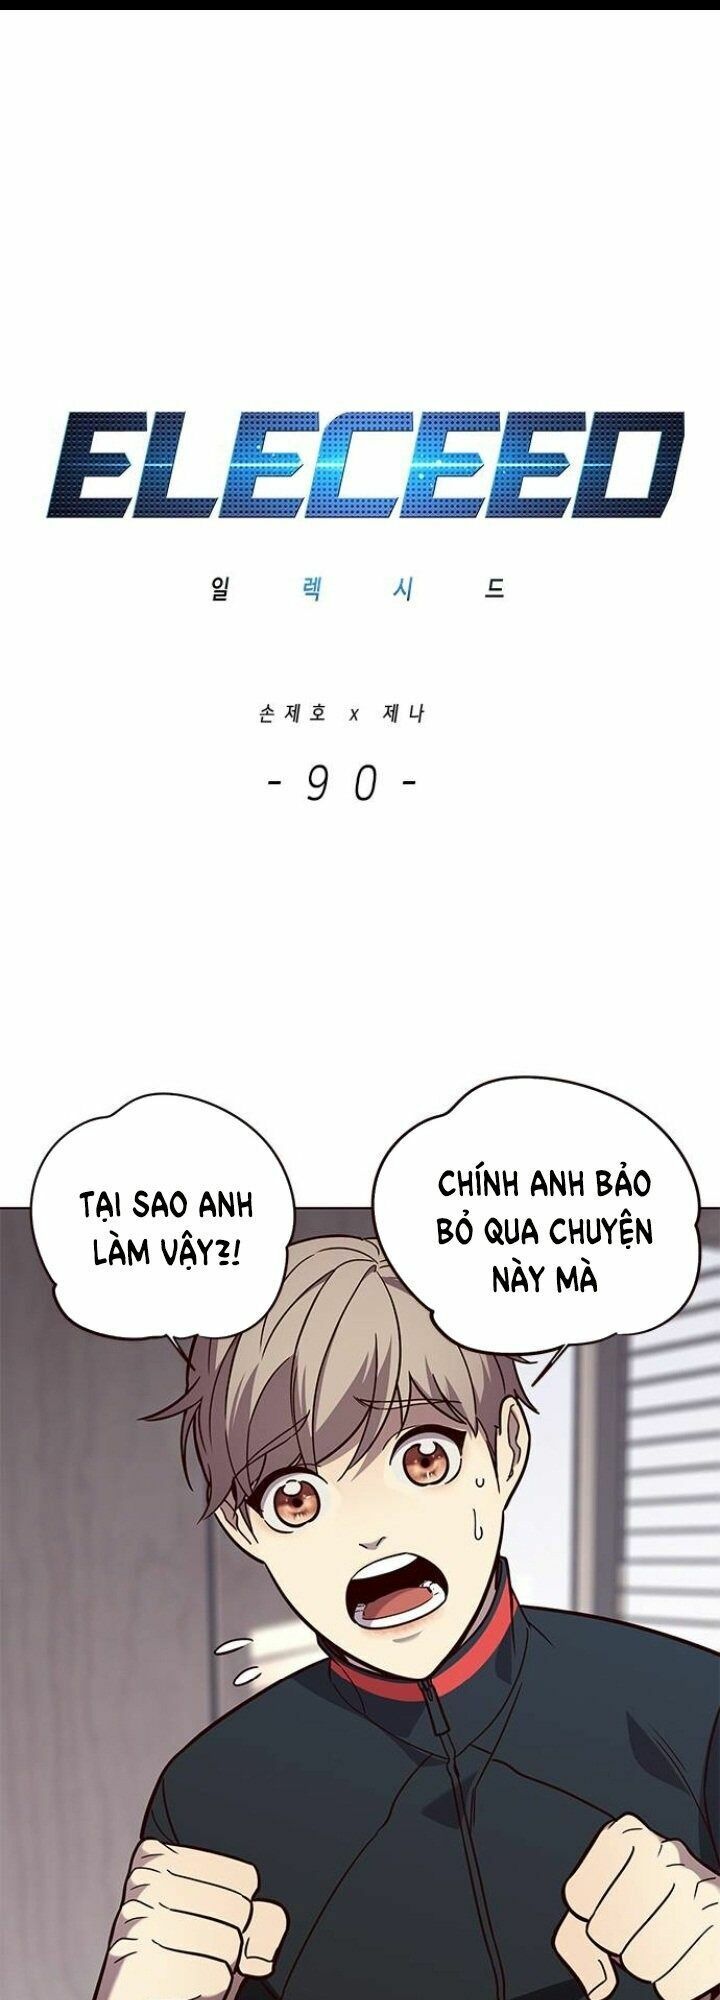 ELECEED
일 렉 시 드
손제호 x 제나
- 9 0 -
TẠI SAO ANH
LÀM VẬY?!
CHÍNH ANH BẢO
BỎ QUA CHUYỆN
NÀY MÀ